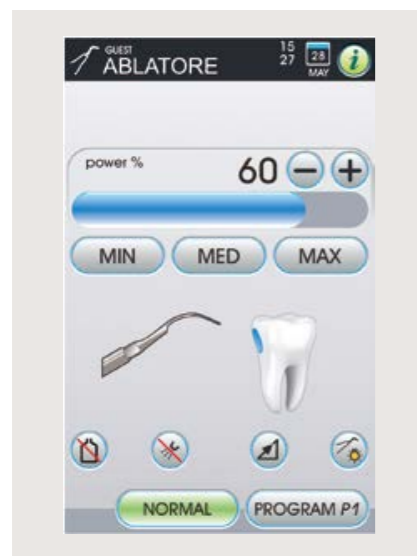 GUEST
ABLATORE
15
27
28
MAY
i
power %
60
MIN
MED
MAX
NORMAL
PROGRAM P1